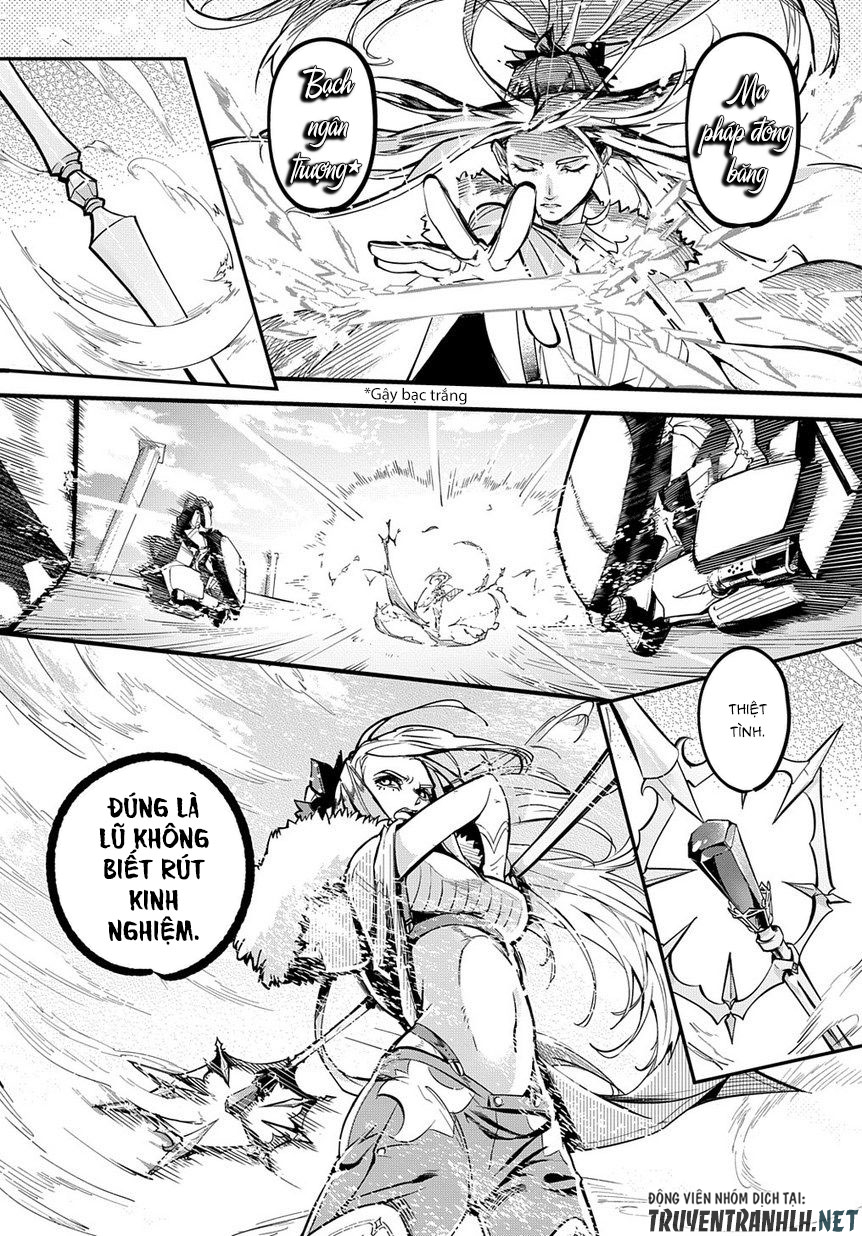 Ma
pháp đóng
băng
Bạch
ngân
trượng*
*Gậy bạc trắng
THIỆT
TÌNH.
ĐÚNG LÀ
LŨ KHÔNG
BIẾT RÚT
KINH
NGHIỆM.
ĐỘNG VIÊN NHÓM DỊCH TẠI:
TRUYENTRANHLH.NET